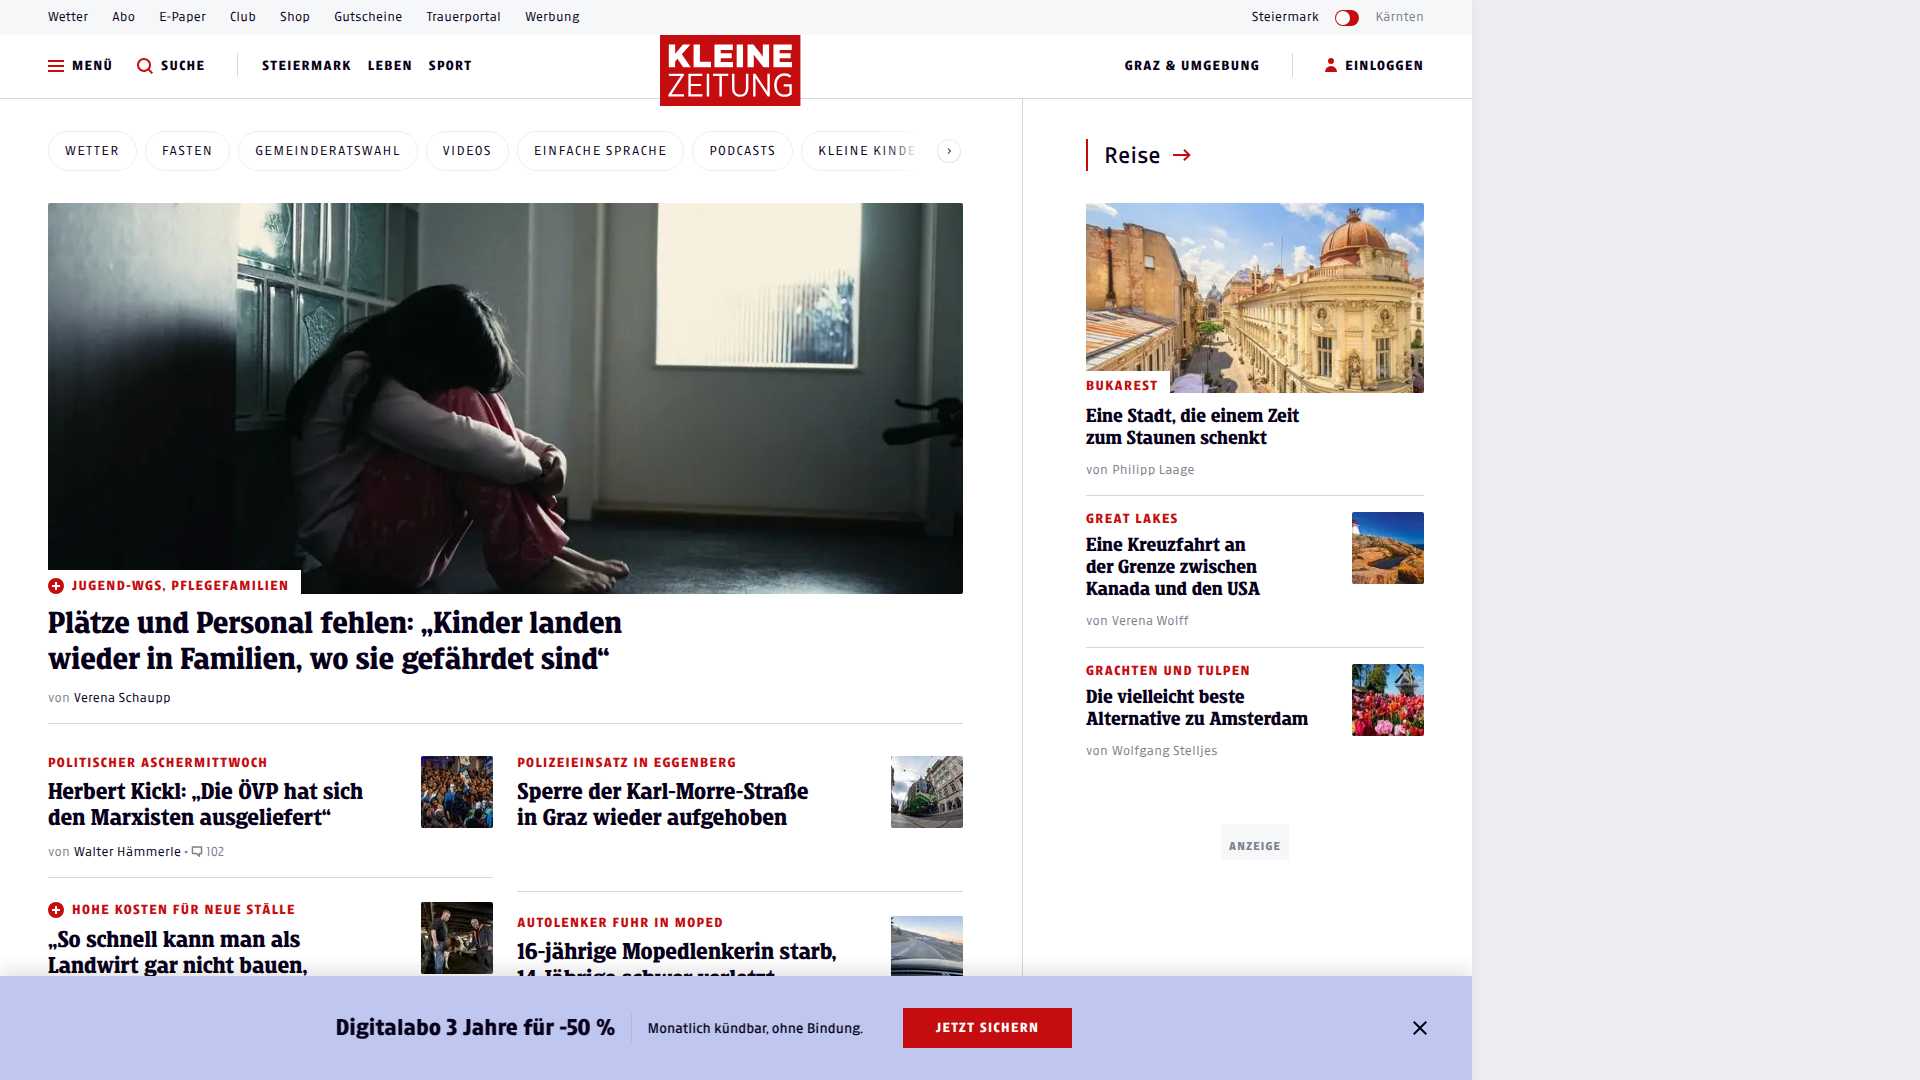 Wetter Abo E-Paper Club Shop Gutscheine Trauerportal Werbung Steiermark Kärnten
MENÜ SUCHE STEIERMARK LEBEN SPORT KLEINE ZEITUNG GRAZ & UMGEBUNG EINLOGGEN
WETTER FASTEN GEMEINDERATSWAHL VIDEOS EINFACHE SPRACHE PODCASTS KLEINE KINDE
JUGEND-WGS, PFLEGEFAMILIEN
Plätze und Personal fehlen: „Kinder landen
wieder in Familien, wo sie gefährdet sind“
von Verena Schaupp
POLITISCHER ASCHERMITTWOCH
Herbert Kickl: „Die ÖVP hat sich
den Marxisten ausgeliefert“
von Walter Hämmerle • 102
POLIZEIEINSATZ IN EGGENBERG
Sperre der Karl-Morre-Straße
in Graz wieder aufgehoben
HOHE KOSTEN FÜR NEUE STÄLLE
„So schnell kann man als
Landwirt gar nicht bauen,
AUTOLENKER FUHR IN MOPED
16-jährige Mopedlenkerin starb,
14-Jährige schwer verletzt
Reise
BUKAREST
Eine Stadt, die einem Zeit
zum Staunen schenkt
von Philipp Laage
GREAT LAKES
Eine Kreuzfahrt an
der Grenze zwischen
Kanada und den USA
von Verena Wolff
GRACHTEN UND TULPEN
Die vielleicht beste
Alternative zu Amsterdam
von Wolfgang Stelljes
ANZEIGE
Digitalabo 3 Jahre für -50 % Monatlich kündbar, ohne Bindung. JETZT SICHERN